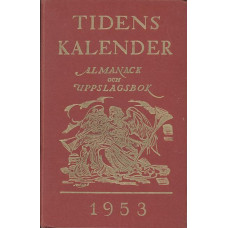 TIDENS
KALENDER
ALMANACK
och
UPPSLAGSBOK
1953